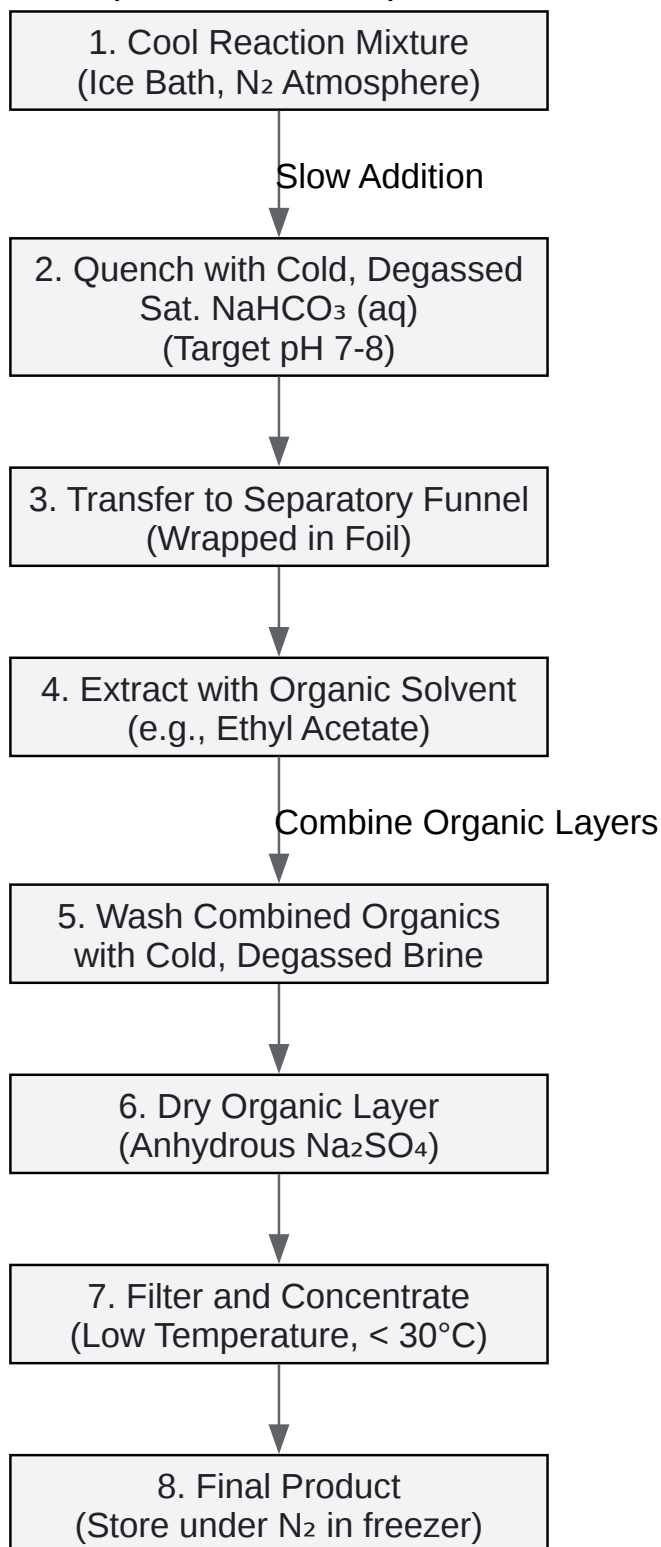 1. Cool Reaction Mixture
(Ice Bath, N₂ Atmosphere)
Slow Addition
2. Quench with Cold, Degassed
Sat. NaHCO₃ (aq)
(Target pH 7-8)
3. Transfer to Separatory Funnel
(Wrapped in Foil)
4. Extract with Organic Solvent
(e.g., Ethyl Acetate)
Combine Organic Layers
5. Wash Combined Organics
with Cold, Degassed Brine
6. Dry Organic Layer
(Anhydrous Na₂SO₄)
7. Filter and Concentrate
(Low Temperature, < 30°C)
8. Final Product
(Store under N₂ in freezer)